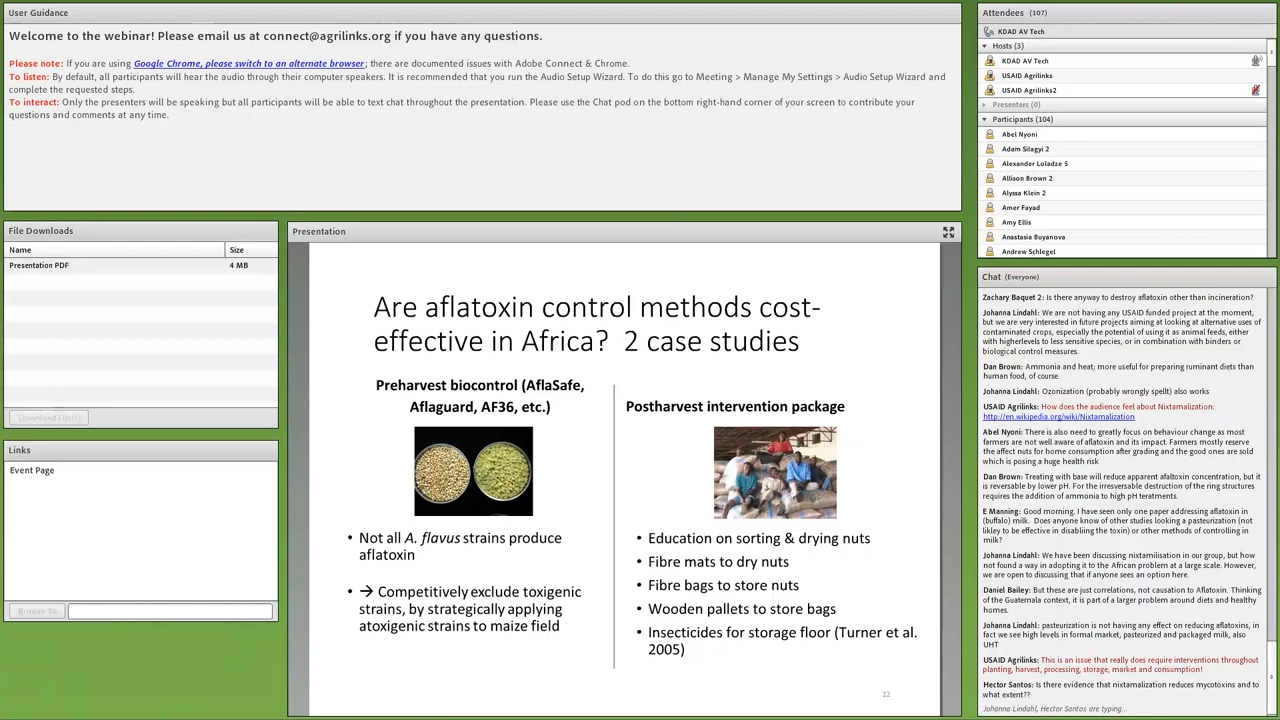 User Guidance
Welcome to the webinar! Please email us at connect@agrilinks.org if you have any questions.
Please note: If you are using Google Chrome, please switch to an alternate browser; there are documented issues with Adobe Connect & Chrome.
To listen: By default, all participants will hear the audio through their computer speakers. It is recommended that you run the Audio Setup Wizard. To do this go to Meeting > Manage My Settings > Audio Setup Wizard and
complete the requested steps.
To interact: Only the presenters will be speaking but all participants will be able to text chat throughout the presentation. Please use the Chat pod on the bottom right-hand corner of your screen to contribute your
questions and comments at any time.
File Downloads
Name Size
Presentation PDF 4 MB
Download File(s)
Links
Event Page
Browse To
Presentation
Are aflatoxin control methods cost-
effective in Africa? 2 case studies
Preharvest biocontrol (AflaSafe,
Aflaguard, AF36, etc.)
• Not all A. flavus strains produce
aflatoxin
• → Competitively exclude toxigenic
strains, by strategically applying
atoxigenic strains to maize field
Postharvest intervention package
• Education on sorting & drying nuts
• Fibre mats to dry nuts
• Fibre bags to store nuts
• Wooden pallets to store bags
• Insecticides for storage floor (Turner et al.
2005)
22
Attendees (107)
KDAD AV Tech
Hosts (3)
KDAD AV Tech
USAID Agrilinks
USAID Agrilinks2
Presenters (0)
Participants (104)
Abel Nyoni
Adam Silagyi 2
Alexander Loladze 5
Allison Brown 2
Alyssa Klein 2
Amer Fayad
Amy Ellis
Anastasia Buyanova
Andrew Schlegel
Chat (Everyone)
Zachary Baquet 2: Is there anyway to destroy aflatoxin other than incineration?
Johanna Lindahl: We are not having any USAID funded project at the moment,
but we are very interested in future projects aiming at looking at alternative uses of
contaminated crops, especially the potential of using it as animal feeds, either
with higherlevels to less sensitive species, or in combination with binders or
biological control measures.
Dan Brown: Ammonia and heat; more useful for preparing ruminant diets than
human food, of course.
Johanna Lindahl: Ozonization (probably wrongly spellt) also works
USAID Agrilinks: How does the audience feel about Nixtamalization:
http://en.wikipedia.org/wiki/Nixtamalization
Abel Nyoni: There is also need to greatly focus on behaviour change as most
farmers are not well aware of aflatoxin and its impact. Farmers mostly reserve
the affect nuts for home consumption after grading and the good ones are sold
which is posing a huge health risk
Dan Brown: Treating with base will reduce apparent afaltoxin concentration, but it
is reversable by lower pH. For the irreversable destruction of the ring structures
requires the addition of ammonia to high pH teratments.
E Manning: Good morning. I have seen only one paper addressing aflatoxin in
(buffalo) milk. Does anyone know of other studies looking a pasteurization (not
likley to be effective in disabling the toxin) or other methods of controlling in
milk?
Johanna Lindahl: We have been discussing nixtamilisation in our group, but how
not found a way in adopting it to the African problem at a large scale. However,
we are open to discussing that if anyone sees an option here.
Daniel Bailey: But these are just correlations, not causation to Aflatoxin. Thinking
of the Guatemala context, it is part of a larger problem around diets and healthy
homes.
Johanna Lindahl: pasteurization is not having any effect on reducing aflatoxins, in
fact we see high levels in formal market, pasteurized and packaged milk, also
UHT
USAID Agrilinks: This is an issue that really does require interventions throughout
planting, harvest, processing, storage, market and consumption!
Hector Santos: Is there evidence that nixtamalization reduces mycotoxins and to
what extent??
Johanna Lindahl, Hector Santos are typing...